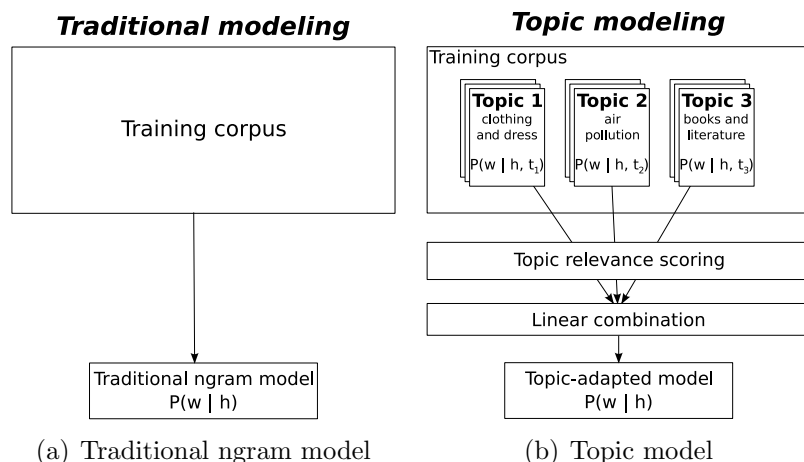 Traditional modeling
Training corpus
Traditional ngram model
P(w | h)
(a) Traditional ngram model
Topic modeling
Training corpus
Topic 1
clothing
and dress
P(w | h, t₁)
Topic 2
air
pollution
P(w | h, t₂)
Topic 3
books and
literature
P(w | h, t₃)
Topic relevance scoring
Linear combination
Topic-adapted model
P(w | h)
(b) Topic model